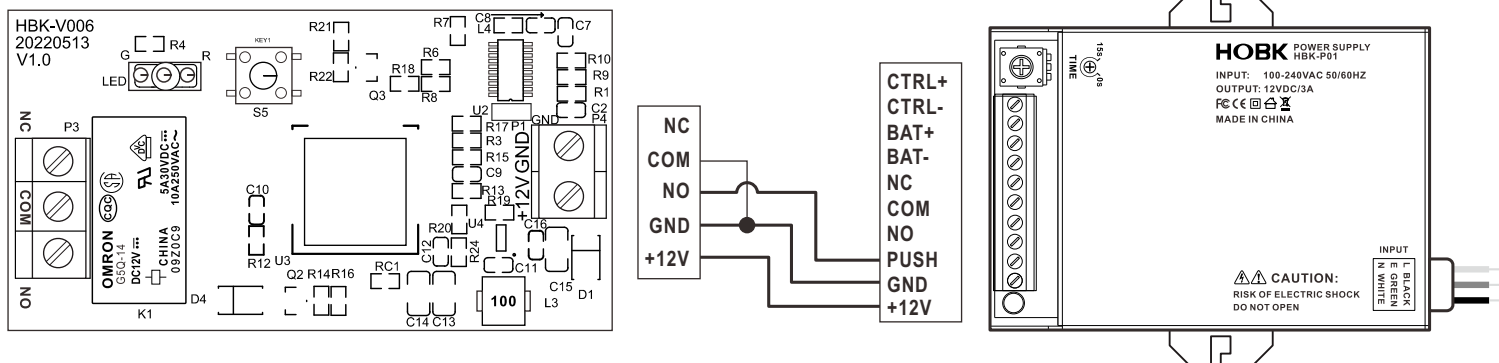 HBK-V006
20220513
V1.0
G
R4
R
LED
KEY1
S5
R21
R22
Q3
R18
R6
R8
R7
C8
L4
C7
R10
R9
R1
C2
U2
P1
GND
P4
R17
R3
R15
C9
R13
R19
+12V GND
NC
P3
COM
NO
OMRON
G5Q-14
DC12V
CHINA
09Z0C9
5A30VDC
10A250VAC~
CQC
K1
C10
R12
U3
D4
Q2
R14
R16
RC1
R20
U4
C12
R24
C14
C13
C11
100
L3
C16
C15
D1
NC
COM
NO
GND
+12V
CTRL+
CTRL-
BAT+
BAT-
NC
COM
NO
PUSH
GND
+12V
15s
0s
TIME
HOBK POWER SUPPLY
HBK-P01
INPUT: 100-240VAC 50/60HZ
OUTPUT: 12VDC/3A
FC CE
MADE IN CHINA
CAUTION:
RISK OF ELECTRIC SHOCK
DO NOT OPEN
INPUT
L BLACK
E GREEN
N WHITE